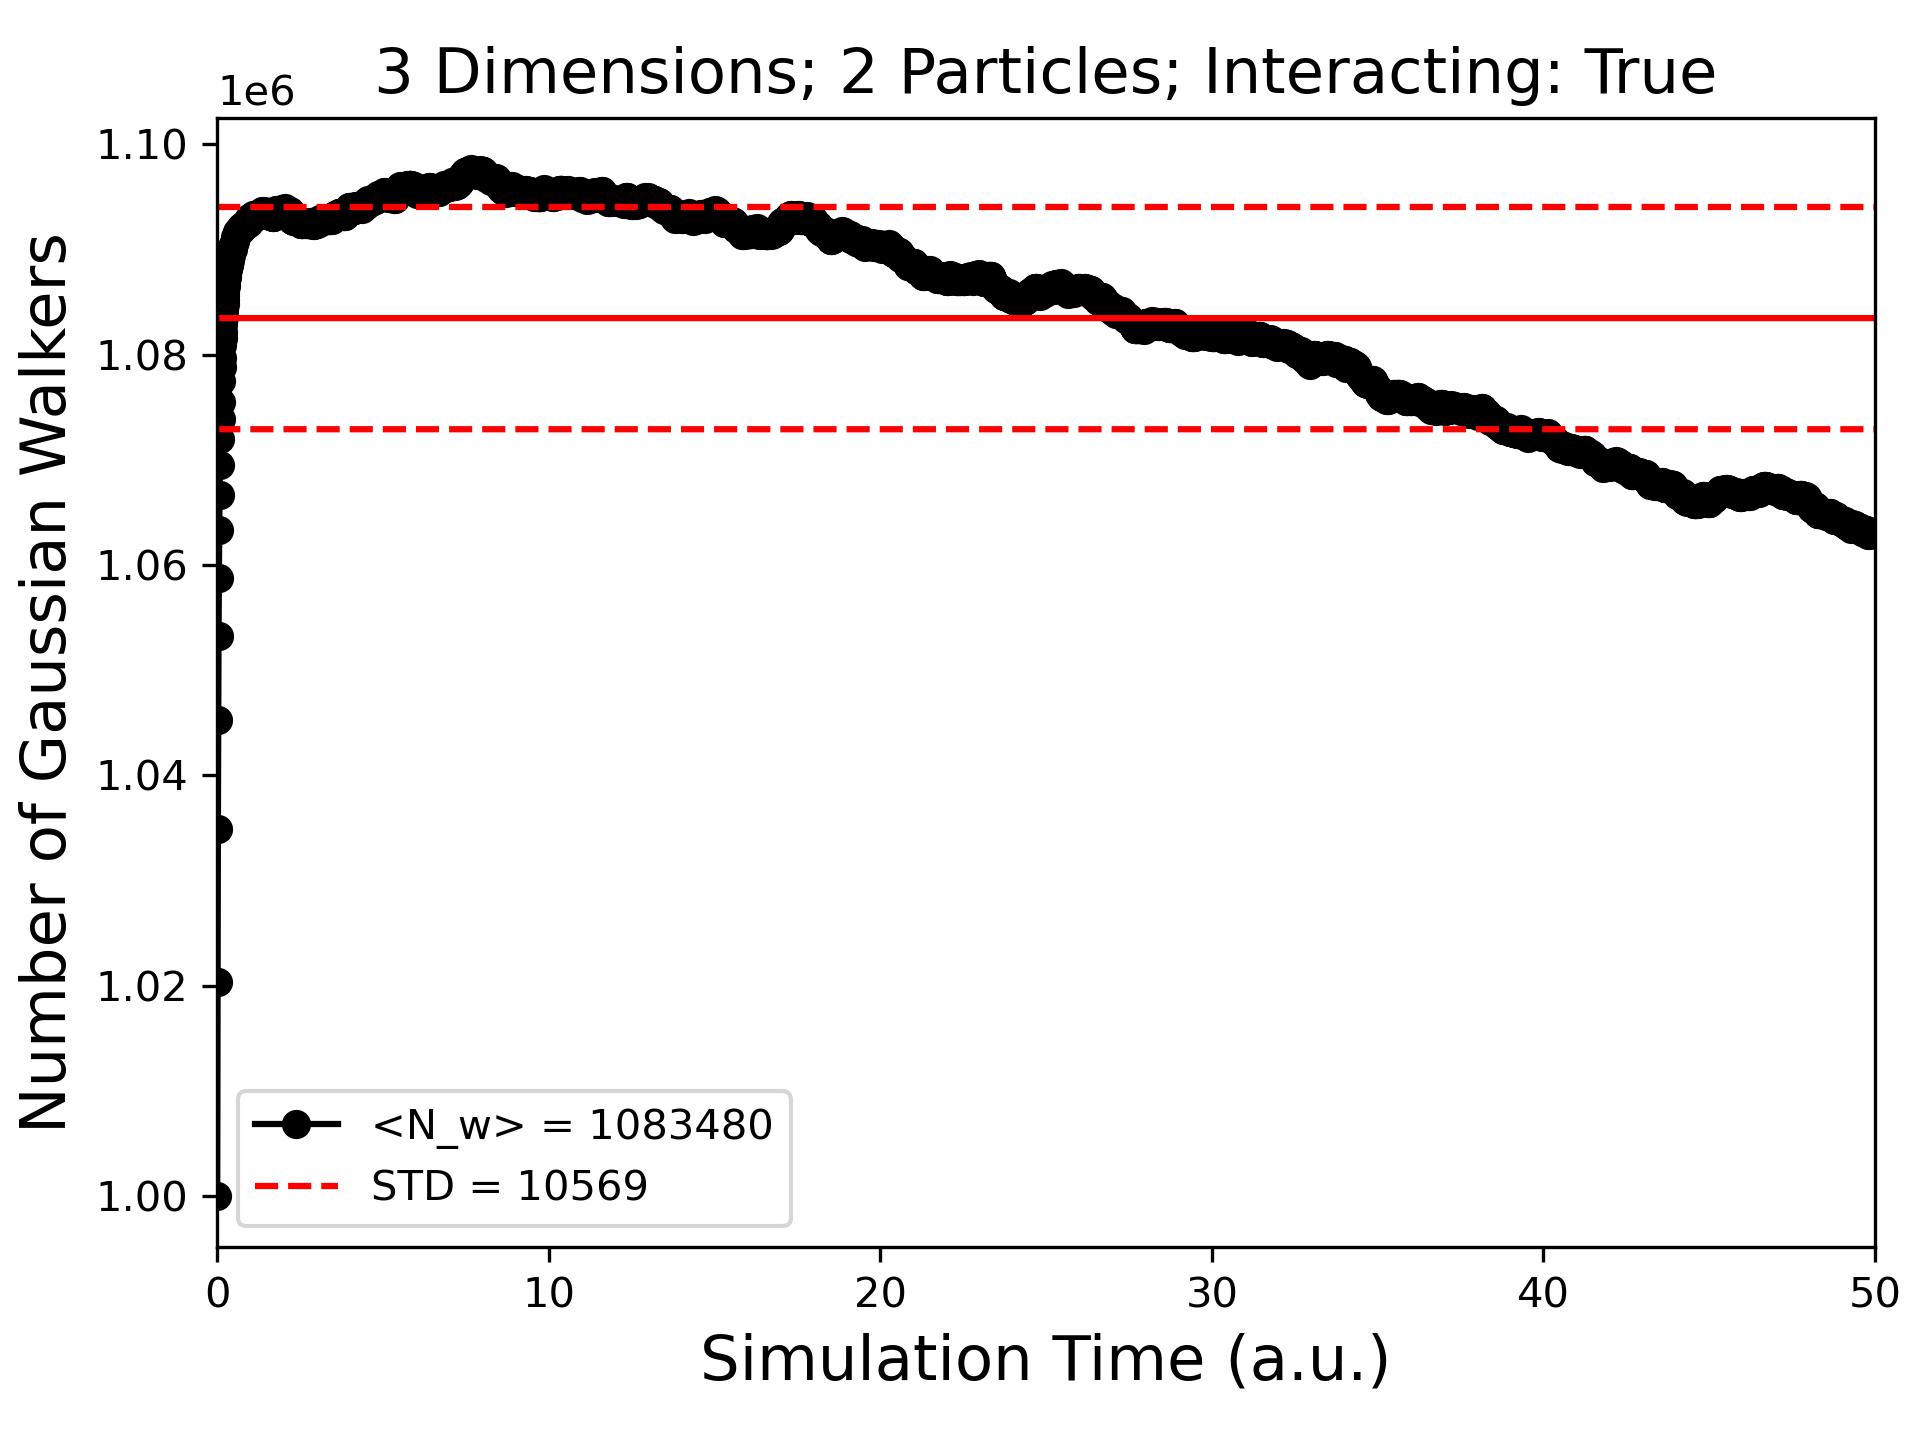 3 Dimensions; 2 Particles; Interacting: True
1e6
1.10
1.08
1.06
1.04
1.02
1.00
Number of Gaussian Walkers
<N_w> = 1083480
STD = 10569
0 10 20 30 40 50
Simulation Time (a.u.)